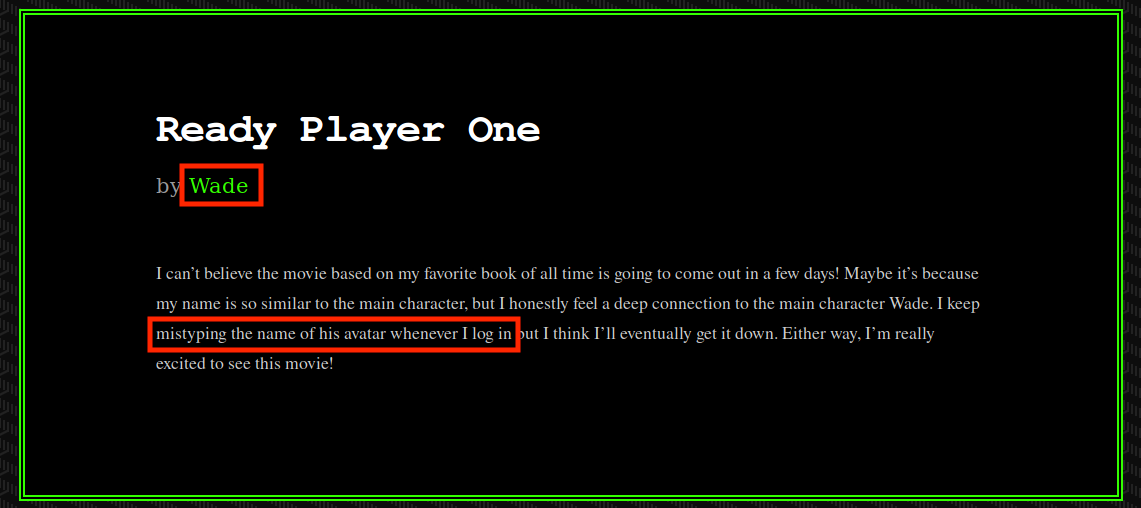 Ready Player One
by Wade
I can’t believe the movie based on my favorite book of all time is going to come out in a few days! Maybe it’s because
my name is so similar to the main character, but I honestly feel a deep connection to the main character Wade. I keep
mistyping the name of his avatar whenever I log in but I think I’ll eventually get it down. Either way, I’m really
excited to see this movie!